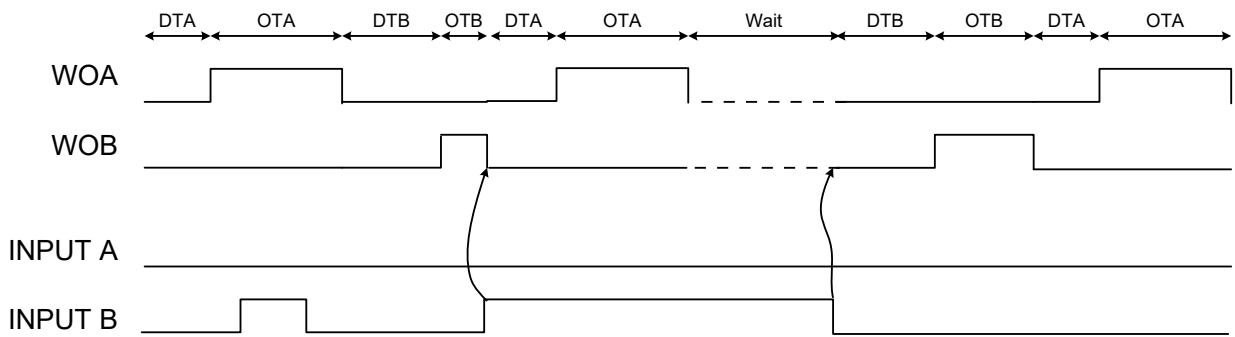 DTA OTA DTB OTB DTA OTA Wait DTB OTB DTA OTA
WOA
WOB
INPUT A
INPUT B